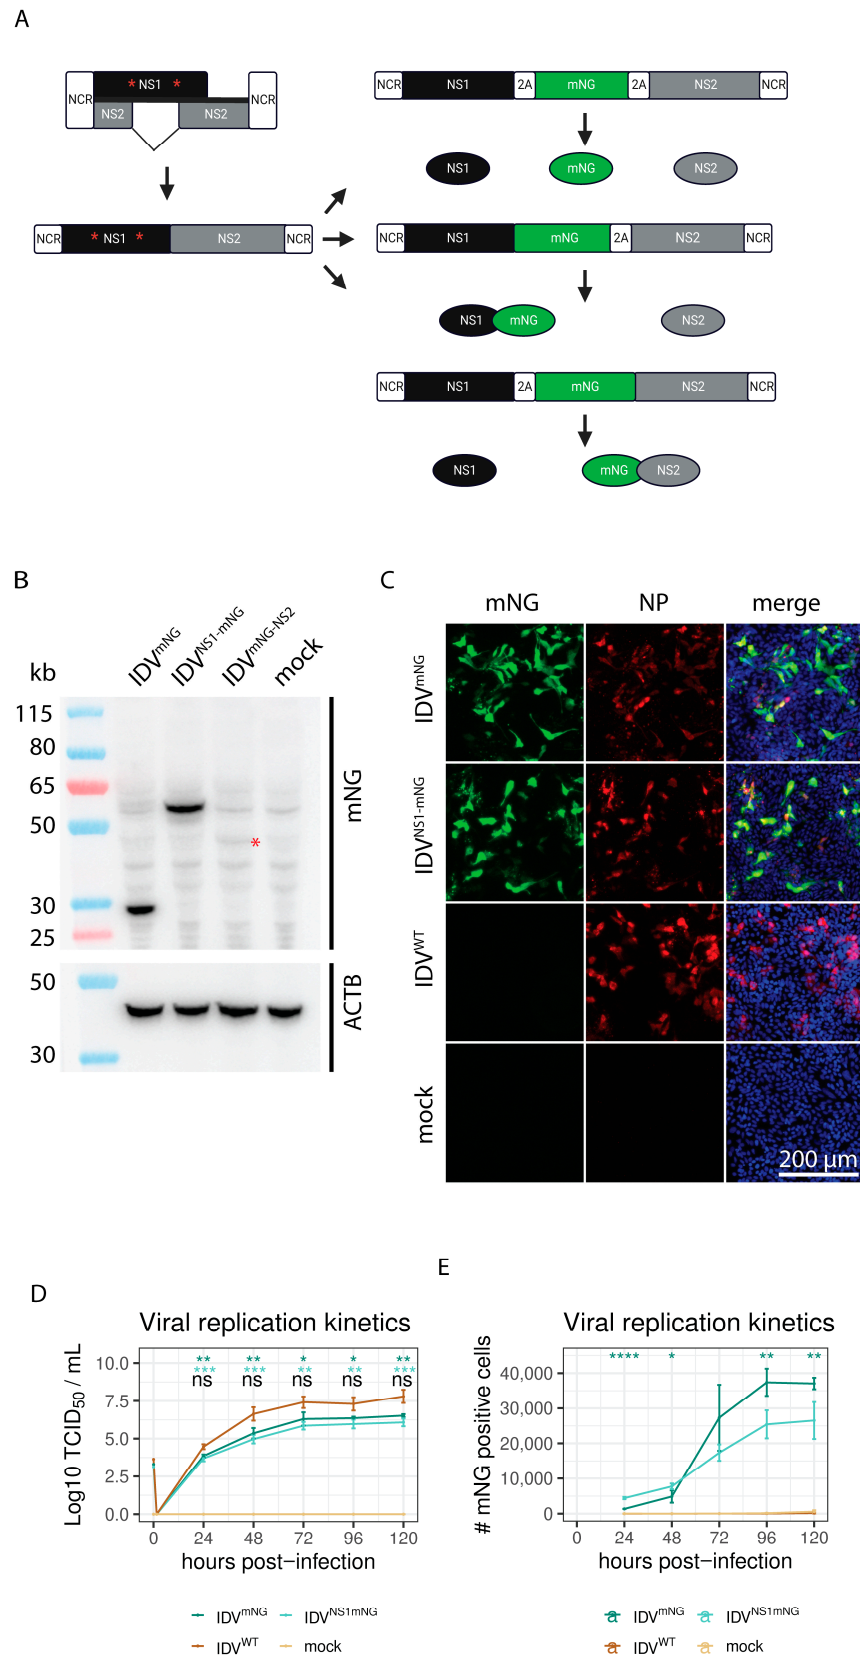 A
NCR * NS1 * NCR
NS2 NS2
NCR * NS1 * NS2 NCR
NCR NS1 2A mNG 2A NS2 NCR
NS1 mNG NS2
NCR NS1 mNG 2A NS2 NCR
NS1 mNG NS2
NCR NS1 2A mNG NS2 NCR
NS1 mNG NS2
B
kb IDVmNG IDVNS1-mNG IDVmNG-NS2 mock
115
80
65
50
*
30
25
mNG
50
30
ACTB
C
mNG NP merge
IDVmNG
IDVNS1-mNG
IDVWT
mock
200 µm
D
Viral replication kinetics
** ** * * **
*** *** ** ** ***
ns ns ns ns ns
Log10 TCID50 / mL
10.0
7.5
5.0
2.5
0.0
0 24 48 72 96 120
hours post−infection
IDVmNG IDVNS1mNG
IDVWT mock
E
Viral replication kinetics
**** * ** **
# mNG positive cells
40,000
30,000
20,000
10,000
0
0 24 48 72 96 120
hours post−infection
a IDVmNG a IDVNS1mNG
a IDVWT a mock